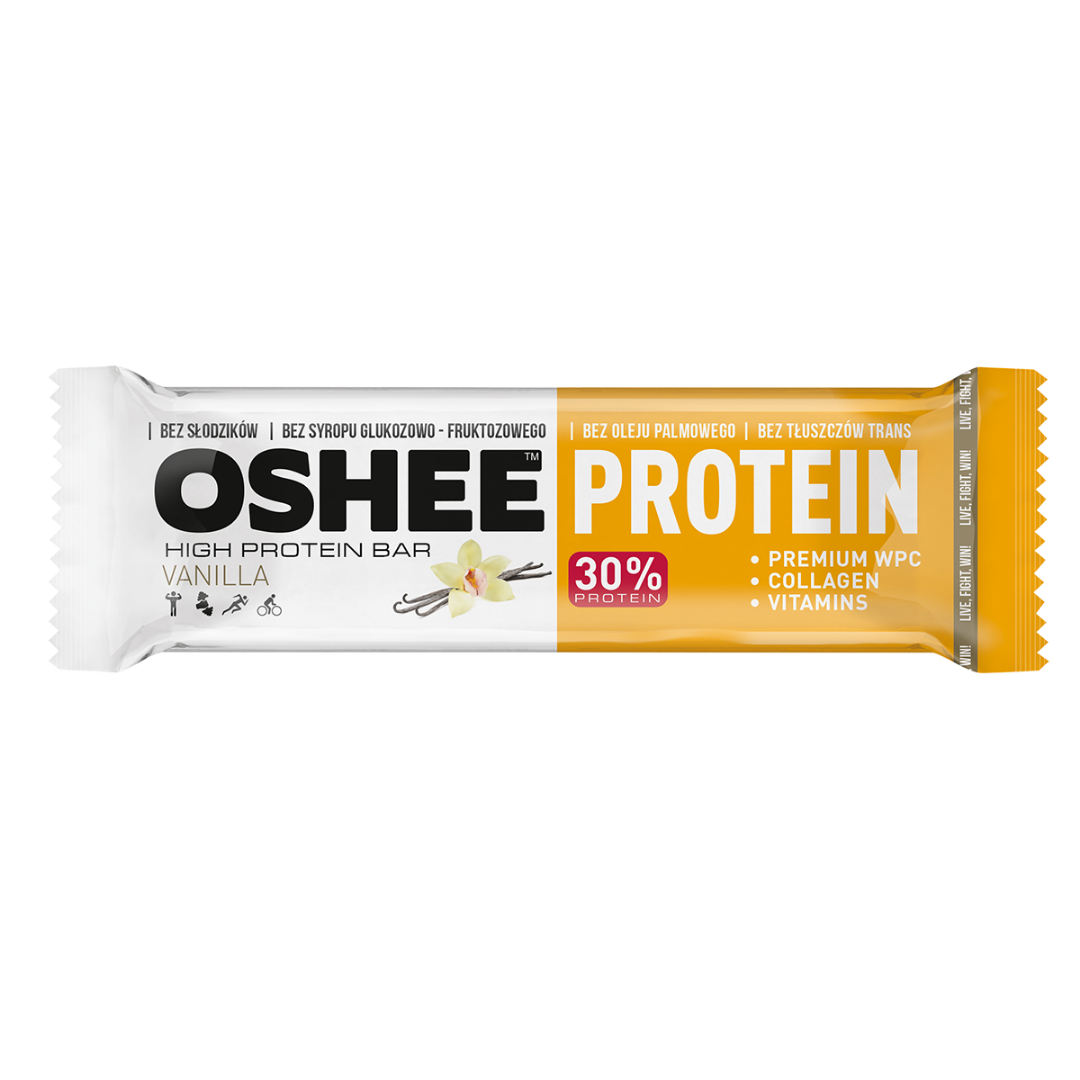 | BEZ SŁODZIKÓW | BEZ SYROPU GLUKOZOWO - FRUKTOZOWEGO | BEZ OLEJU PALMOWEGO | BEZ TŁUSZCZÓW TRANS
OSHEE™ PROTEIN
HIGH PROTEIN BAR
VANILLA
30%
PROTEIN
• PREMIUM WPC
• COLLAGEN
• VITAMINS
WIN! LIVE, FIGHT, WIN! LIVE, FIGHT, WIN! LIVE, FIGHT, W